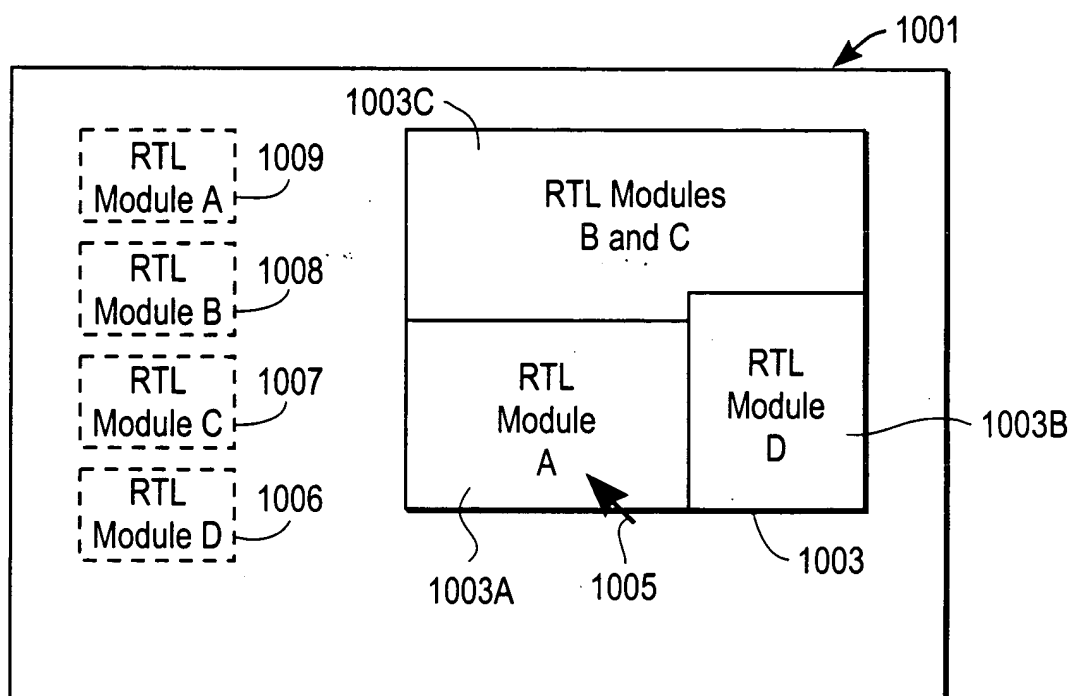 1001
1003C
RTL
Module A
1009
RTL
Module B
1008
RTL
Module C
1007
RTL
Module D
1006
RTL Modules
B and C
RTL
Module
A
RTL
Module
D
1003B
1003A
1005
1003